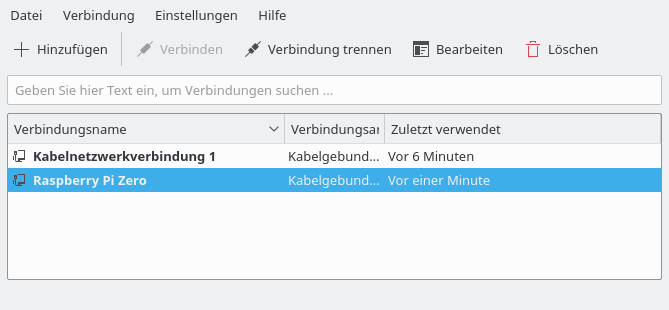 Datei Verbindung Einstellungen Hilfe
Hinzufügen Verbinden Verbindung trennen Bearbeiten Löschen
Geben Sie hier Text ein, um Verbindungen suchen ...
Verbindungsname Verbindungsar Zuletzt verwendet
Kabelnetzwerkverbindung 1 Kabelgebund... Vor 6 Minuten
Raspberry Pi Zero Kabelgebund... Vor einer Minute